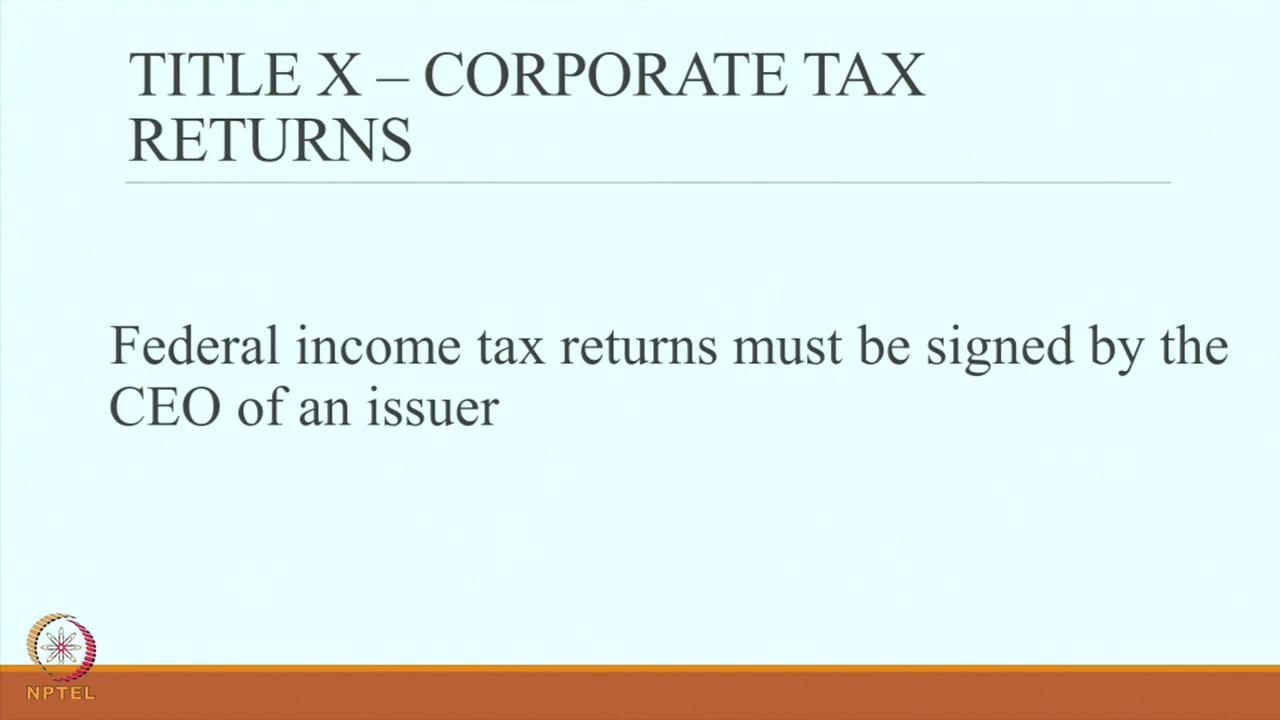 TITLE X – CORPORATE TAX
RETURNS
Federal income tax returns must be signed by the
CEO of an issuer
NPTEL